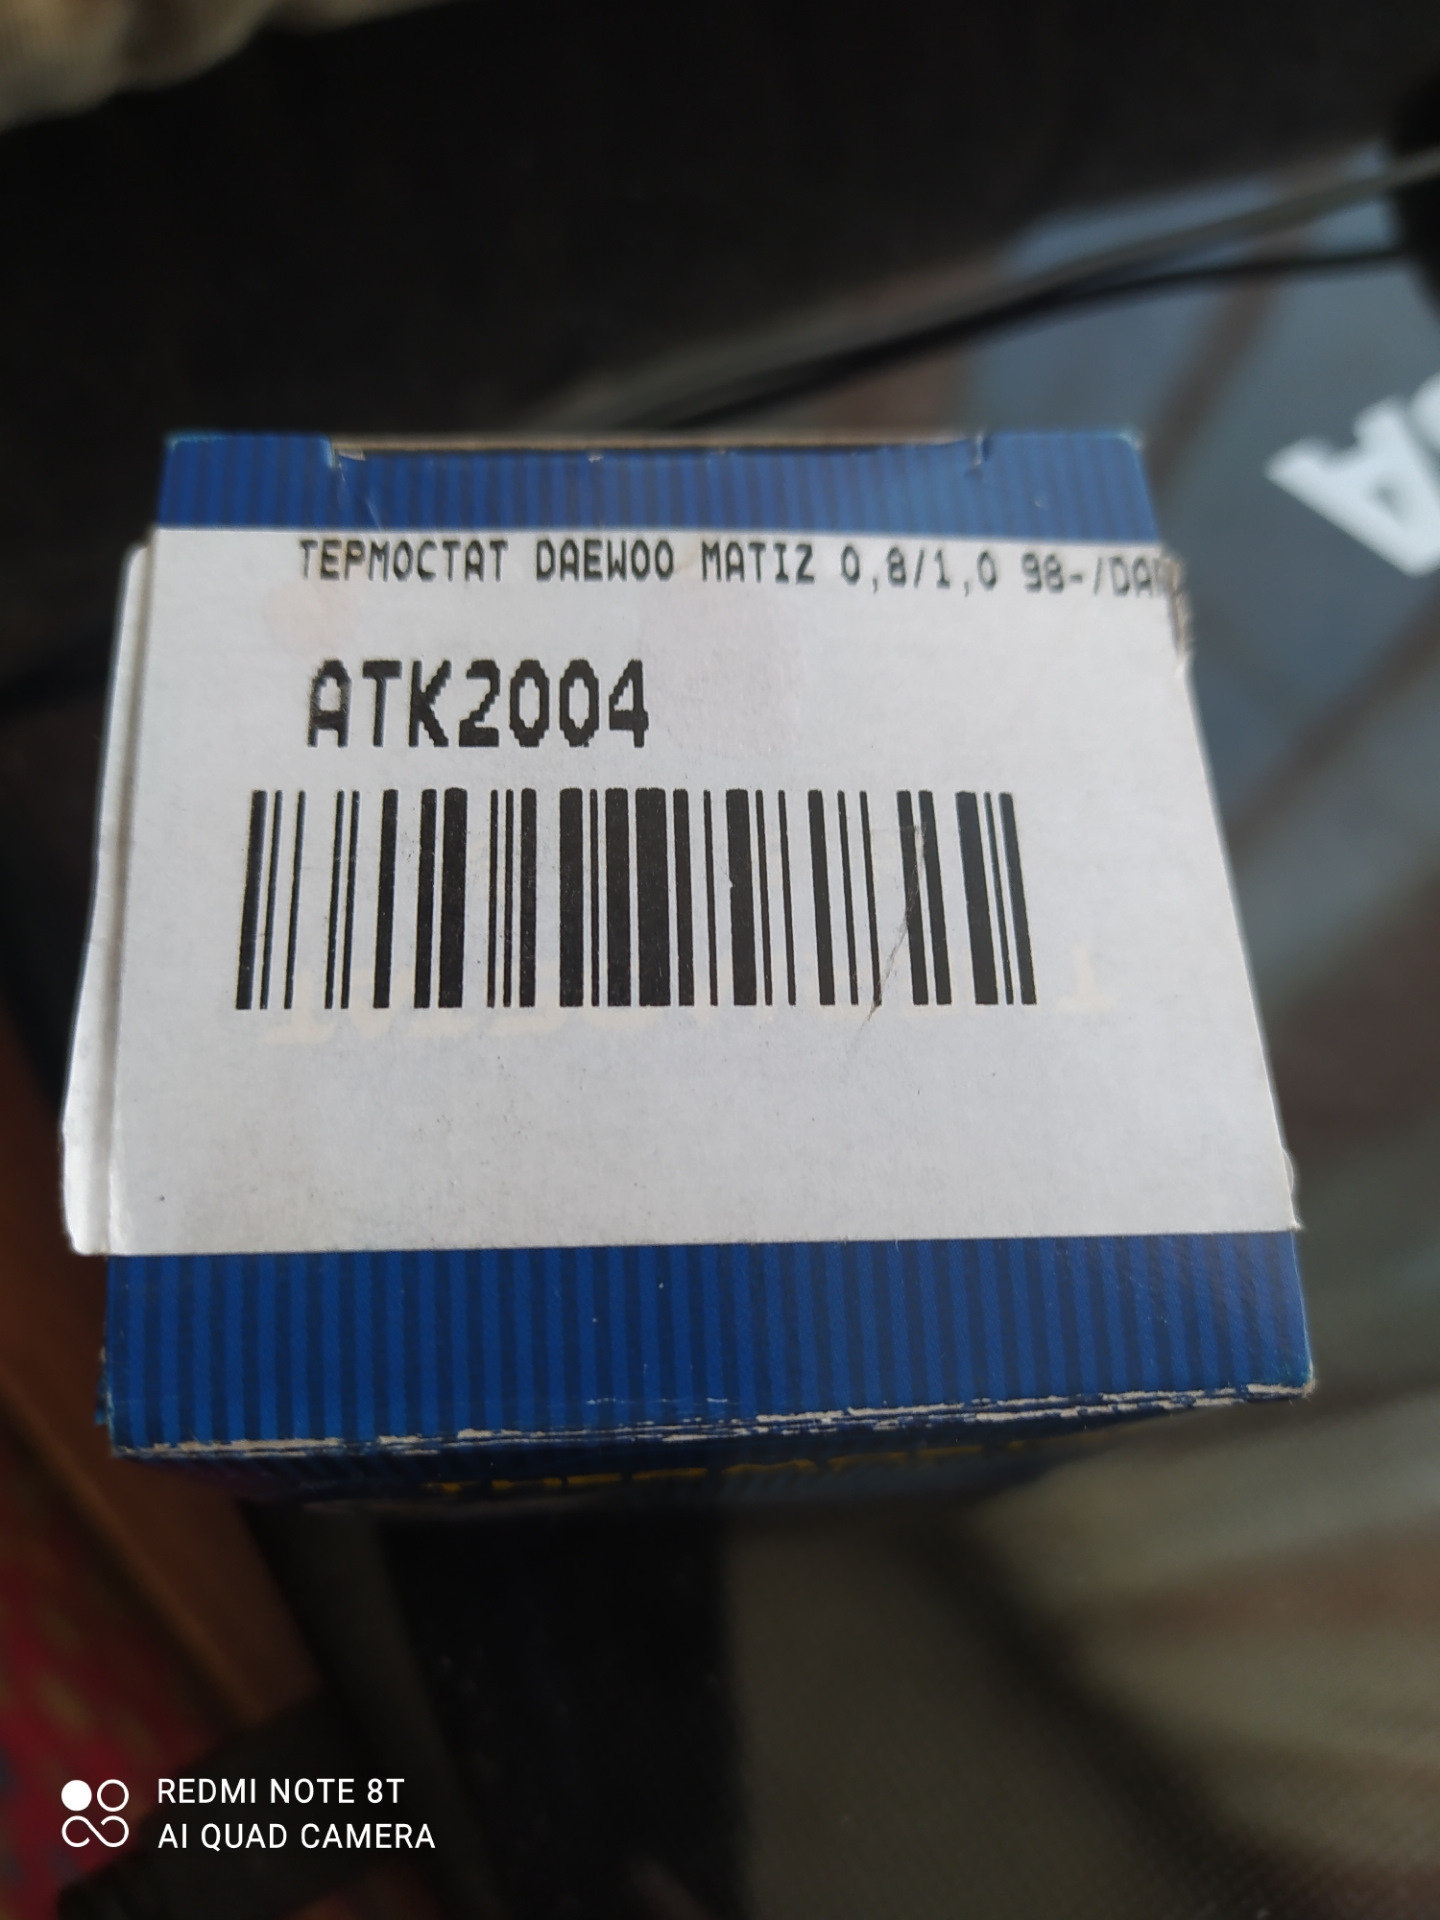 ТЕРМОСТАТ DAEWOO MATIZ 0,8/1,0 98-/DA
ATK2004
REDMI NOTE 8T
AI QUAD CAMERA